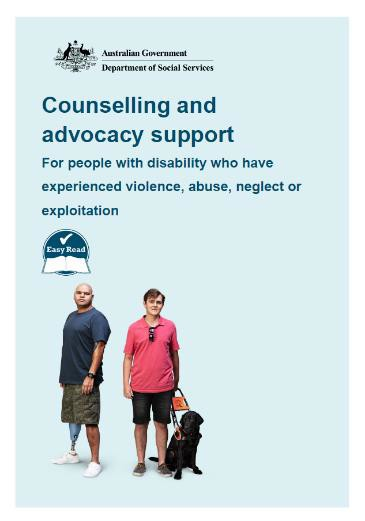 Australian Government
Department of Social Services
Counselling and
advocacy support
For people with disability who have
experienced violence, abuse, neglect or
exploitation
Easy Read